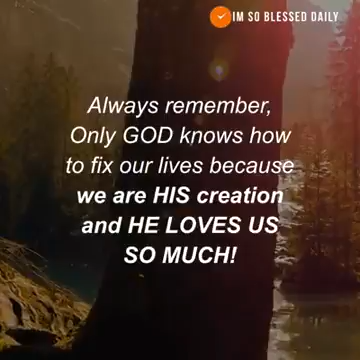 IM SO BLESSED DAILY
Always remember,
Only GOD knows how
to fix our lives because
we are HIS creation
and HE LOVES US
SO MUCH!